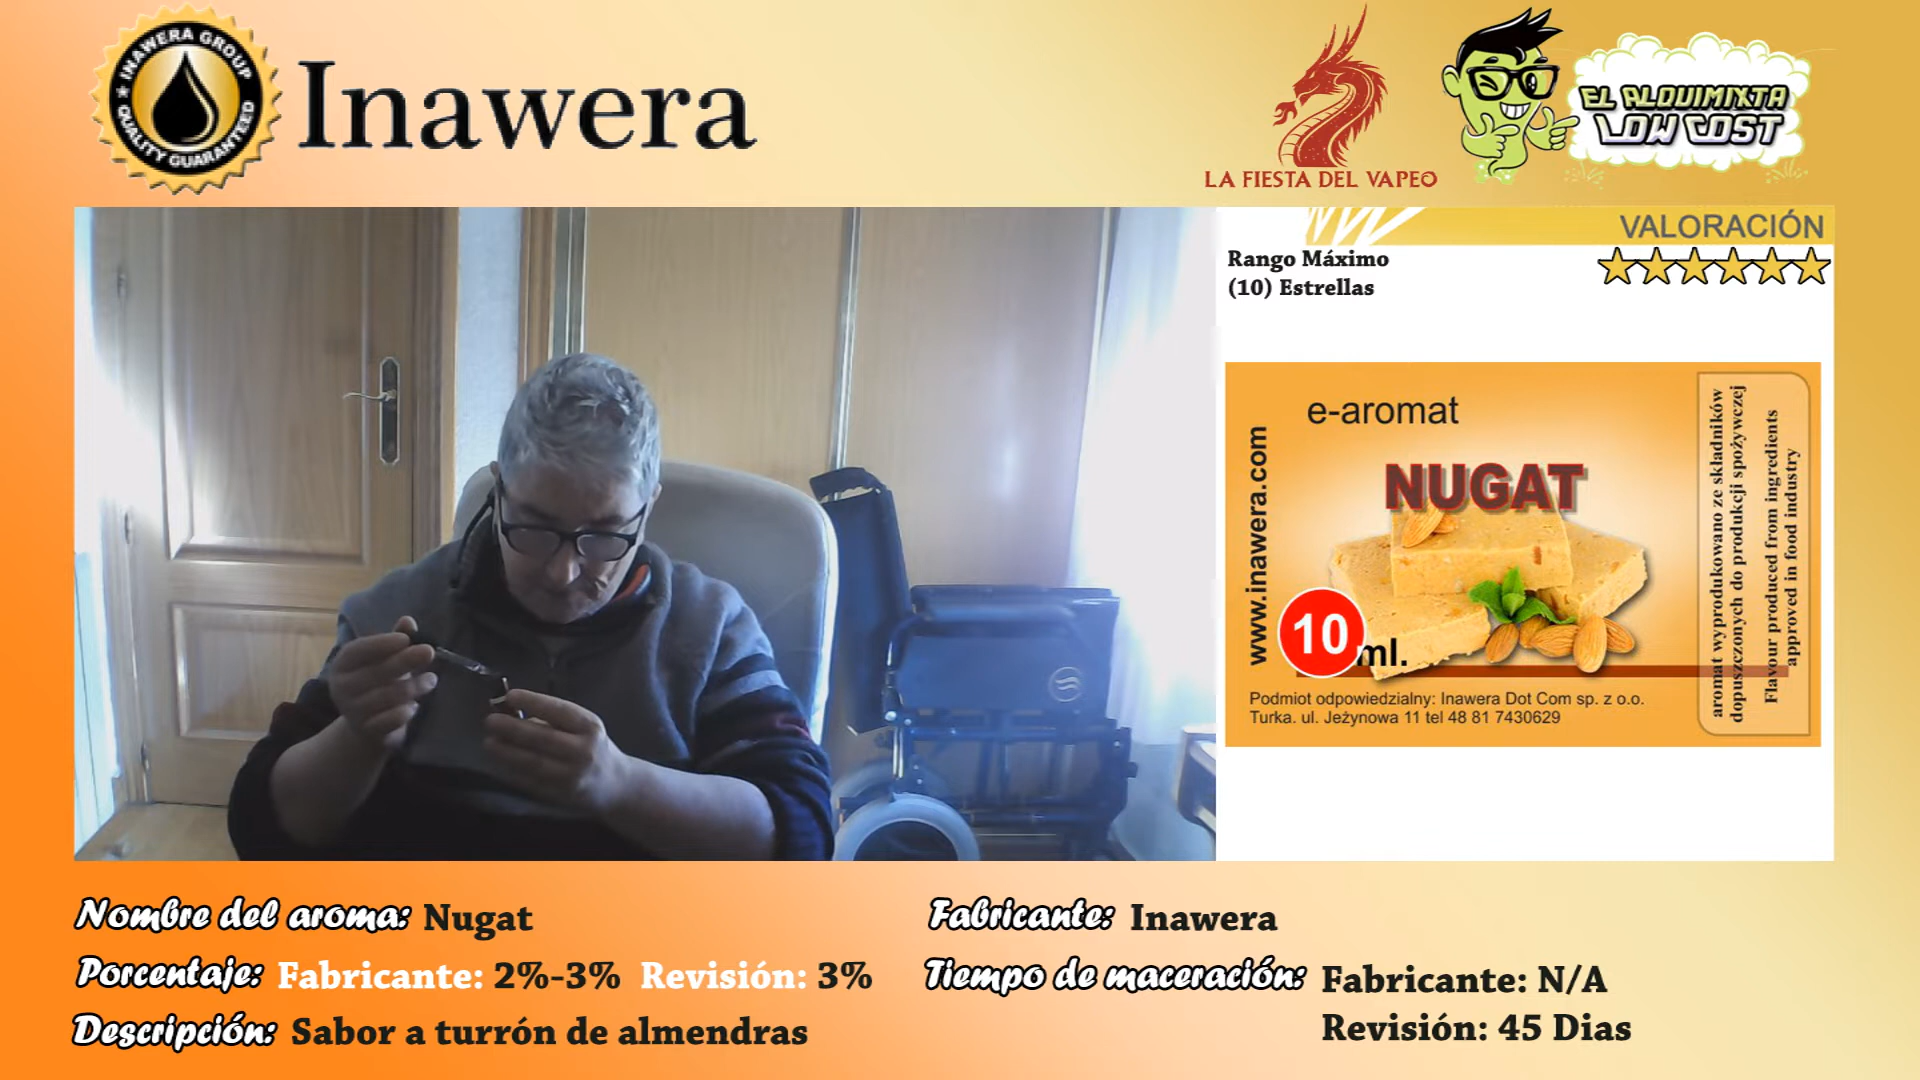 INAWERA GROUP
QUALITY GUARANTEED
Inawera
LA FIESTA DEL VAPEO
EL ALQUIMIXTA
LOW COST
VALORACIÓN
Rango Máximo
(10) Estrellas
e-aromat
NUGAT
www.inawera.com
10 ml.
Podmiot odpowiedzialny: Inawera Dot Com sp. z o.o.
Turka. ul. Jeżynowa 11 tel 48 81 7430629
aromat wyprodukowano ze składników
dopuszczonych do produkcji spożywczej
Flavour produced from ingredients
approved in food industry
Nombre del aroma: Nugat
Fabricante: Inawera
Porcentaje: Fabricante: 2%-3% Revisión: 3%
Tiempo de maceración: Fabricante: N/A
Revisión: 45 Dias
Descripción: Sabor a turrón de almendras